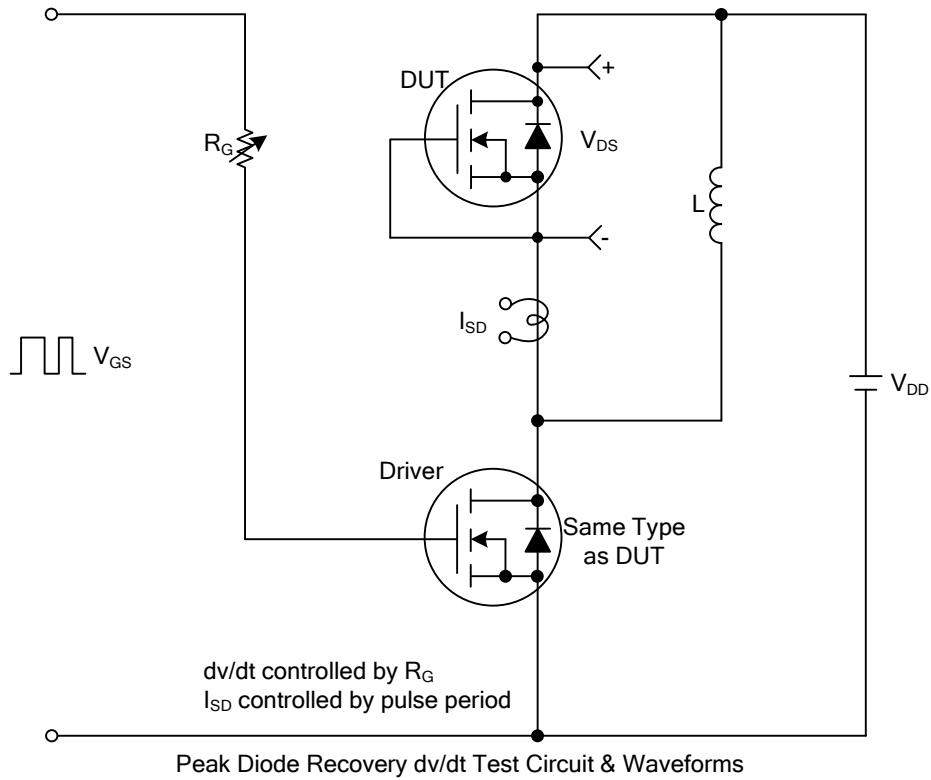 DUT
+
R_G
V_DS
L
-
I_SD
V_GS
V_DD
Driver
Same Type
as DUT
dv/dt controlled by R_G
I_SD controlled by pulse period
Peak Diode Recovery dv/dt Test Circuit & Waveforms